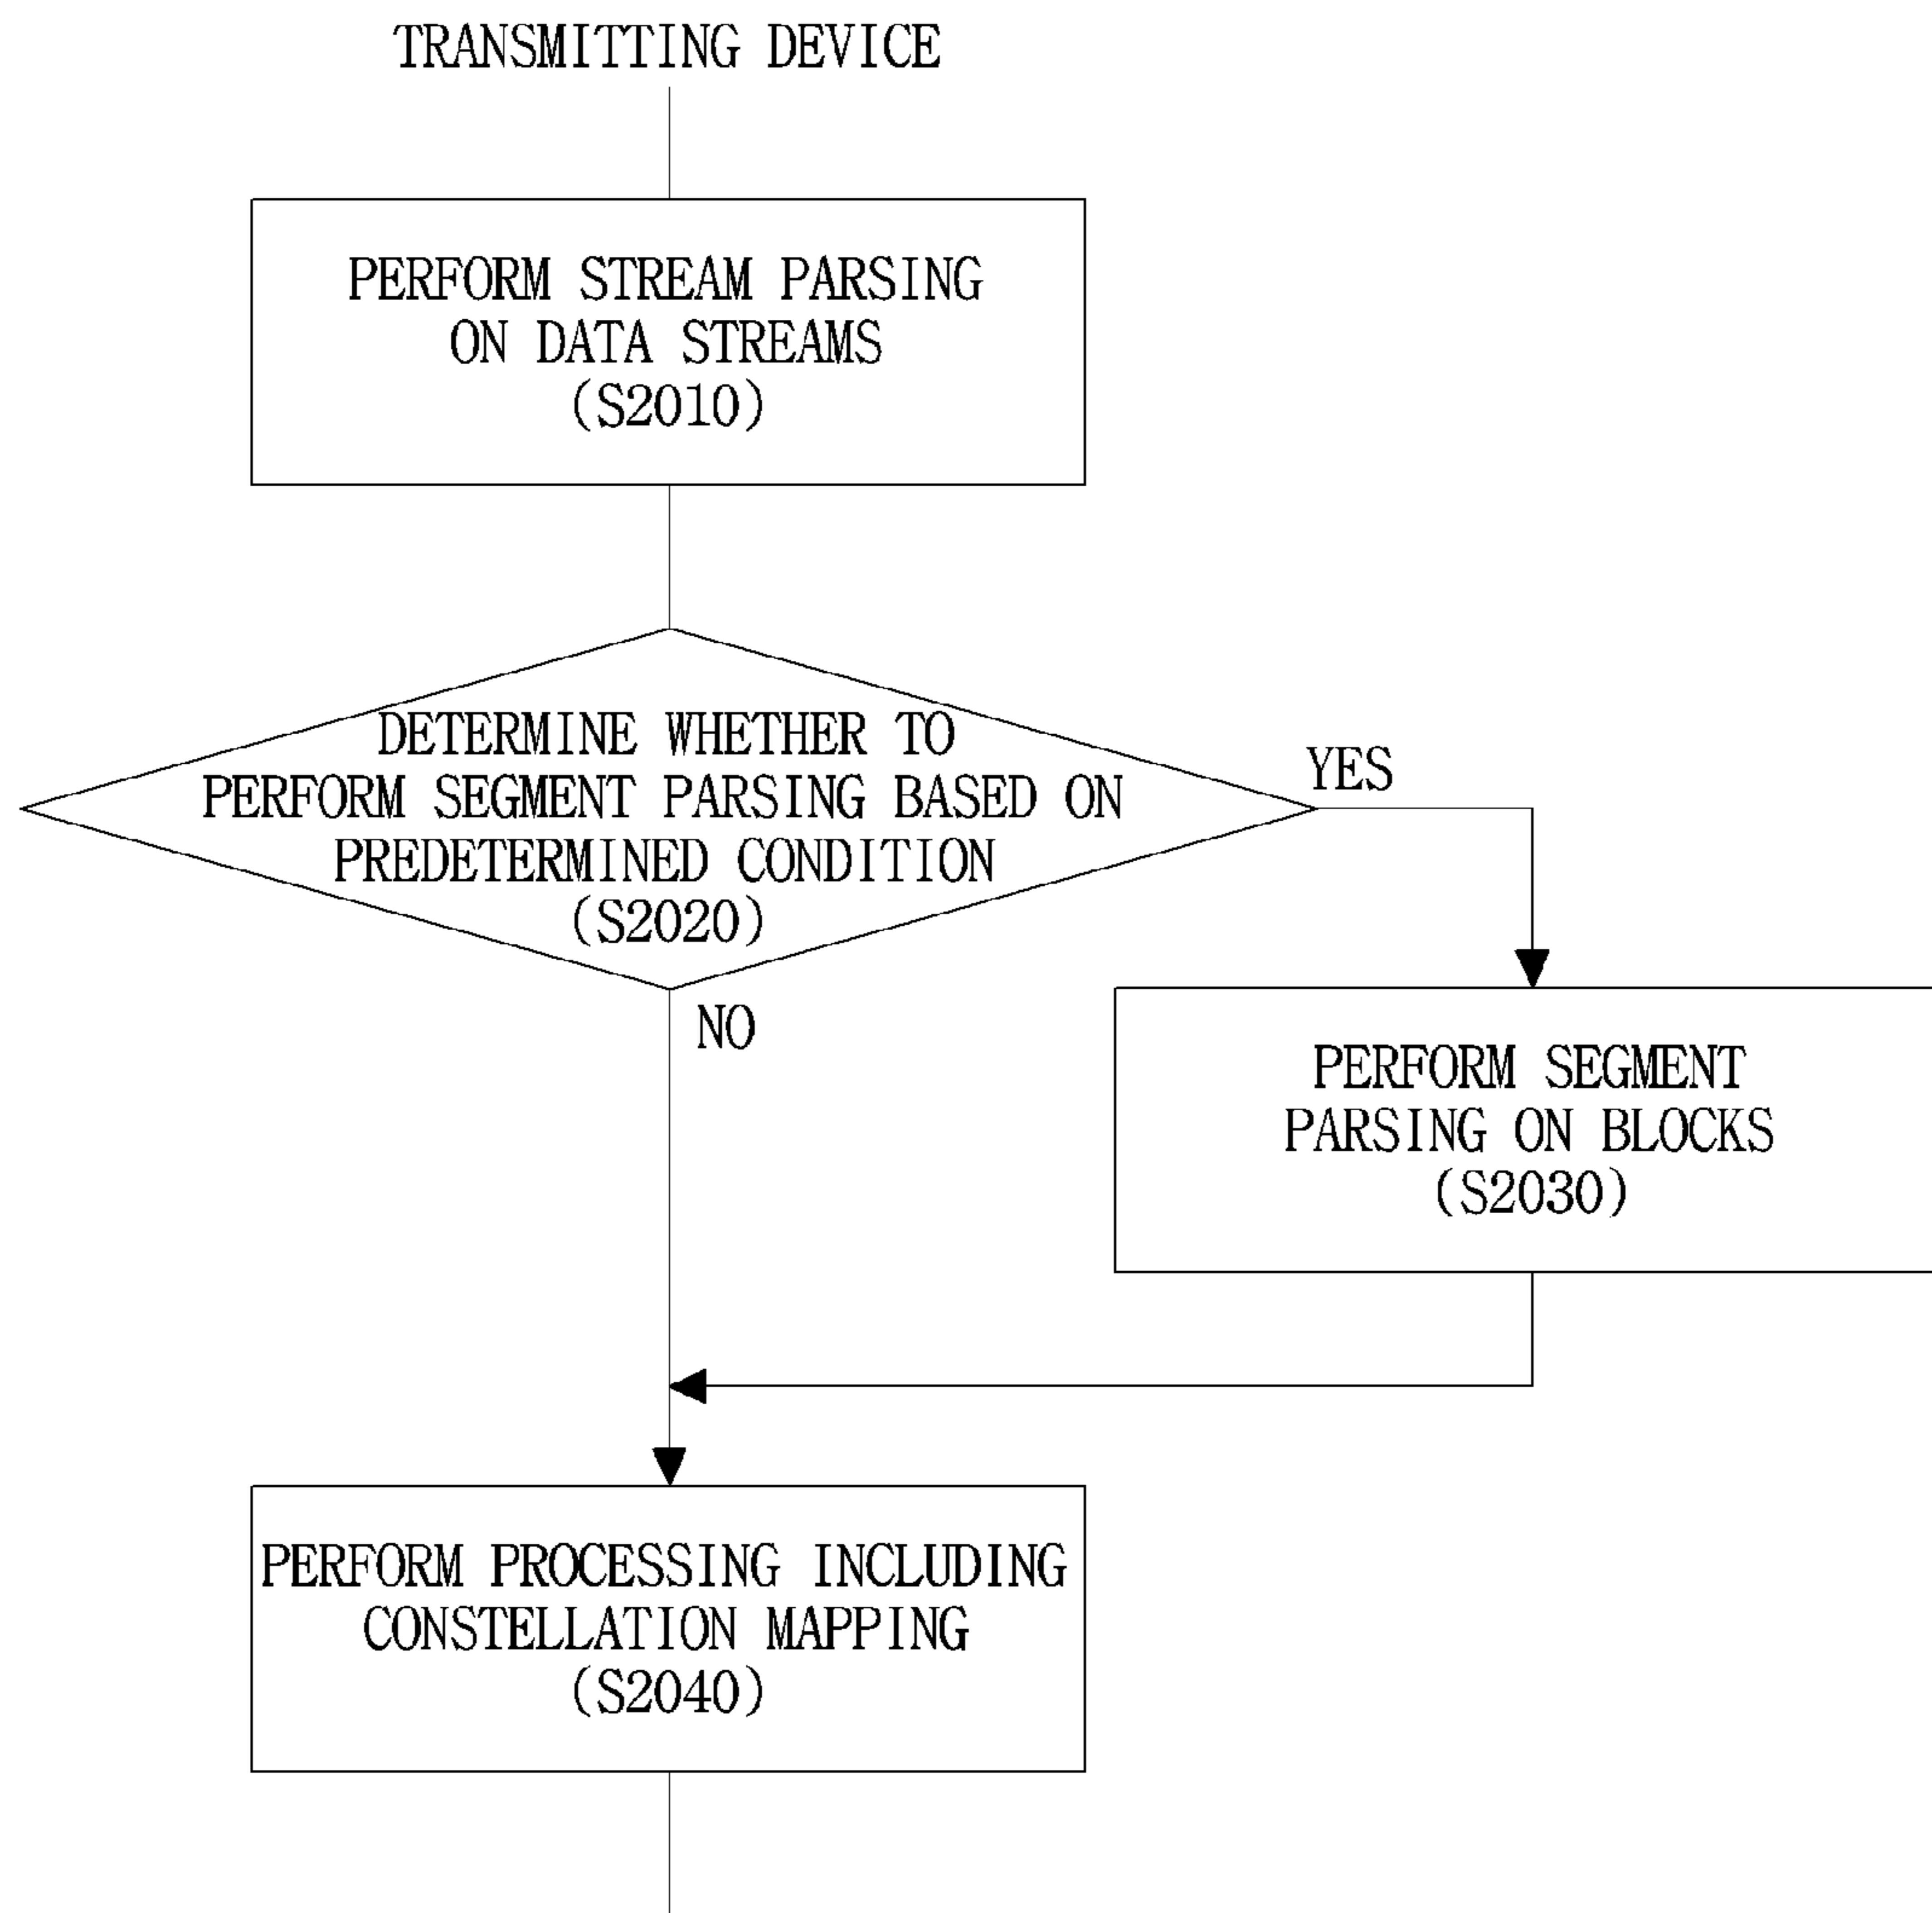 TRANSMITTING DEVICE
PERFORM STREAM PARSING
ON DATA STREAMS
(S2010)
DETERMINE WHETHER TO
PERFORM SEGMENT PARSING BASED ON
PREDETERMINED CONDITION
(S2020)
YES
NO
PERFORM SEGMENT
PARSING ON BLOCKS
(S2030)
PERFORM PROCESSING INCLUDING
CONSTELLATION MAPPING
(S2040)